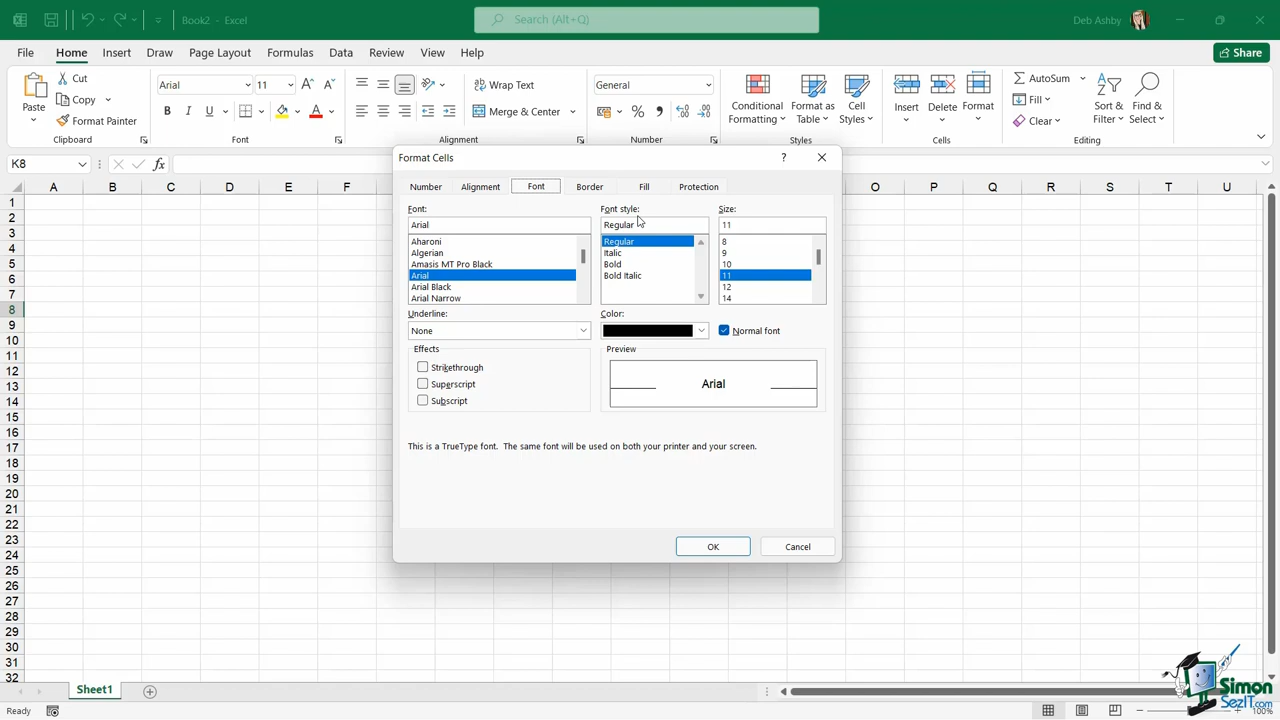 Book2 - Excel
Search (Alt+Q)
Deb Ashby
File Home Insert Draw Page Layout Formulas Data Review View Help
Share
Paste
Cut
Copy
Format Painter
Clipboard
Arial 11
B I U
Font
Wrap Text
Merge & Center
Alignment
General
%
Number
Conditional Formatting
Format as Table
Cell Styles
Styles
Insert
Delete
Format
Cells
AutoSum
Fill
Clear
Sort & Filter
Find & Select
Editing
K8
fx
A B C D E F O P Q R S T U
1
2
3
4
5
6
7
8
9
10
11
12
13
14
15
16
17
18
19
20
21
22
23
24
25
26
27
28
29
30
31
32
Format Cells
?
Number Alignment Font Border Fill Protection
Font:
Arial
Aharoni
Algerian
Amasis MT Pro Black
Arial
Arial Black
Arial Narrow
Font style:
Regular
Regular
Italic
Bold
Bold Italic
Size:
11
8
9
10
11
12
14
Underline:
None
Color:
Normal font
Effects
Strikethrough
Superscript
Subscript
Preview
Arial
This is a TrueType font. The same font will be used on both your printer and your screen.
OK
Cancel
Sheet1
Ready
100%
Simon
SezIT.com